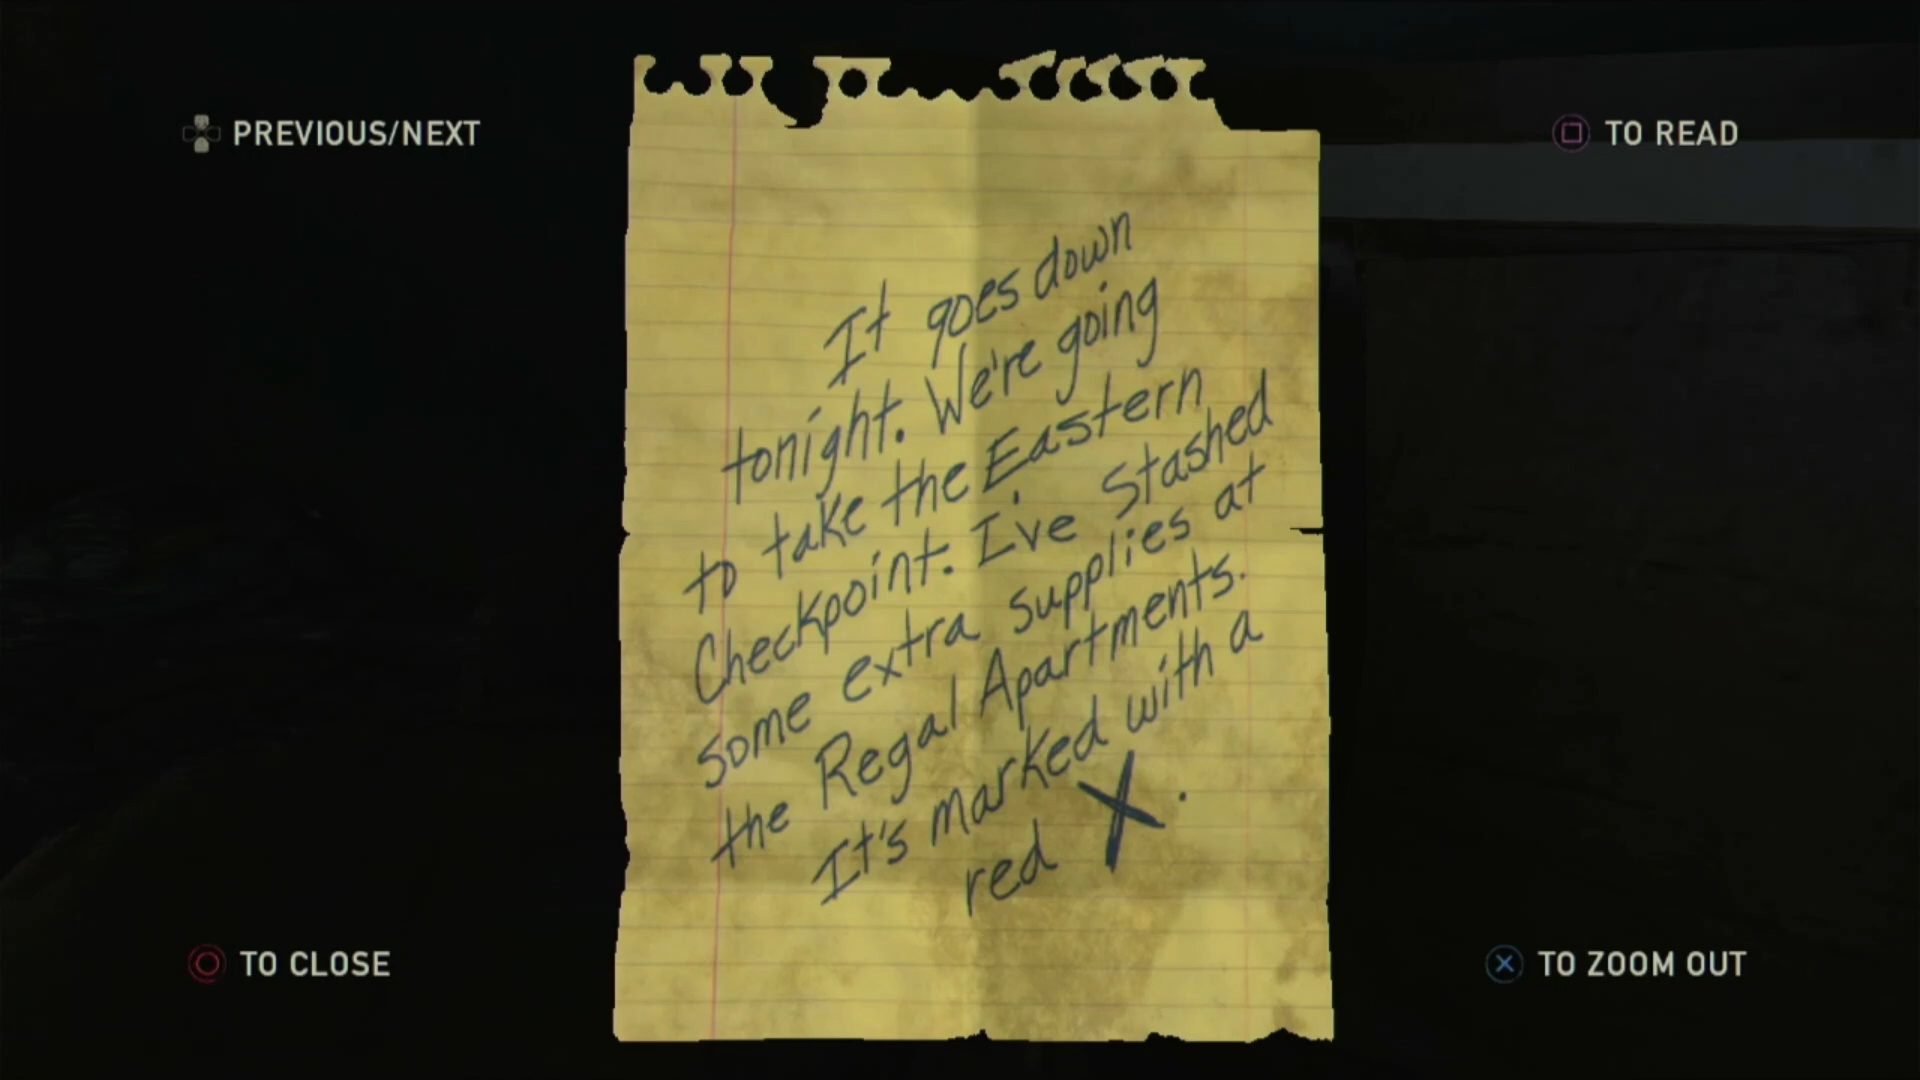 PREVIOUS/NEXT
TO READ
It goes down
tonight. We're going
to take the Eastern
Checkpoint. I've Stashed
some extra supplies at
the Regal Apartments.
It's marked with a
red X.
TO CLOSE
TO ZOOM OUT